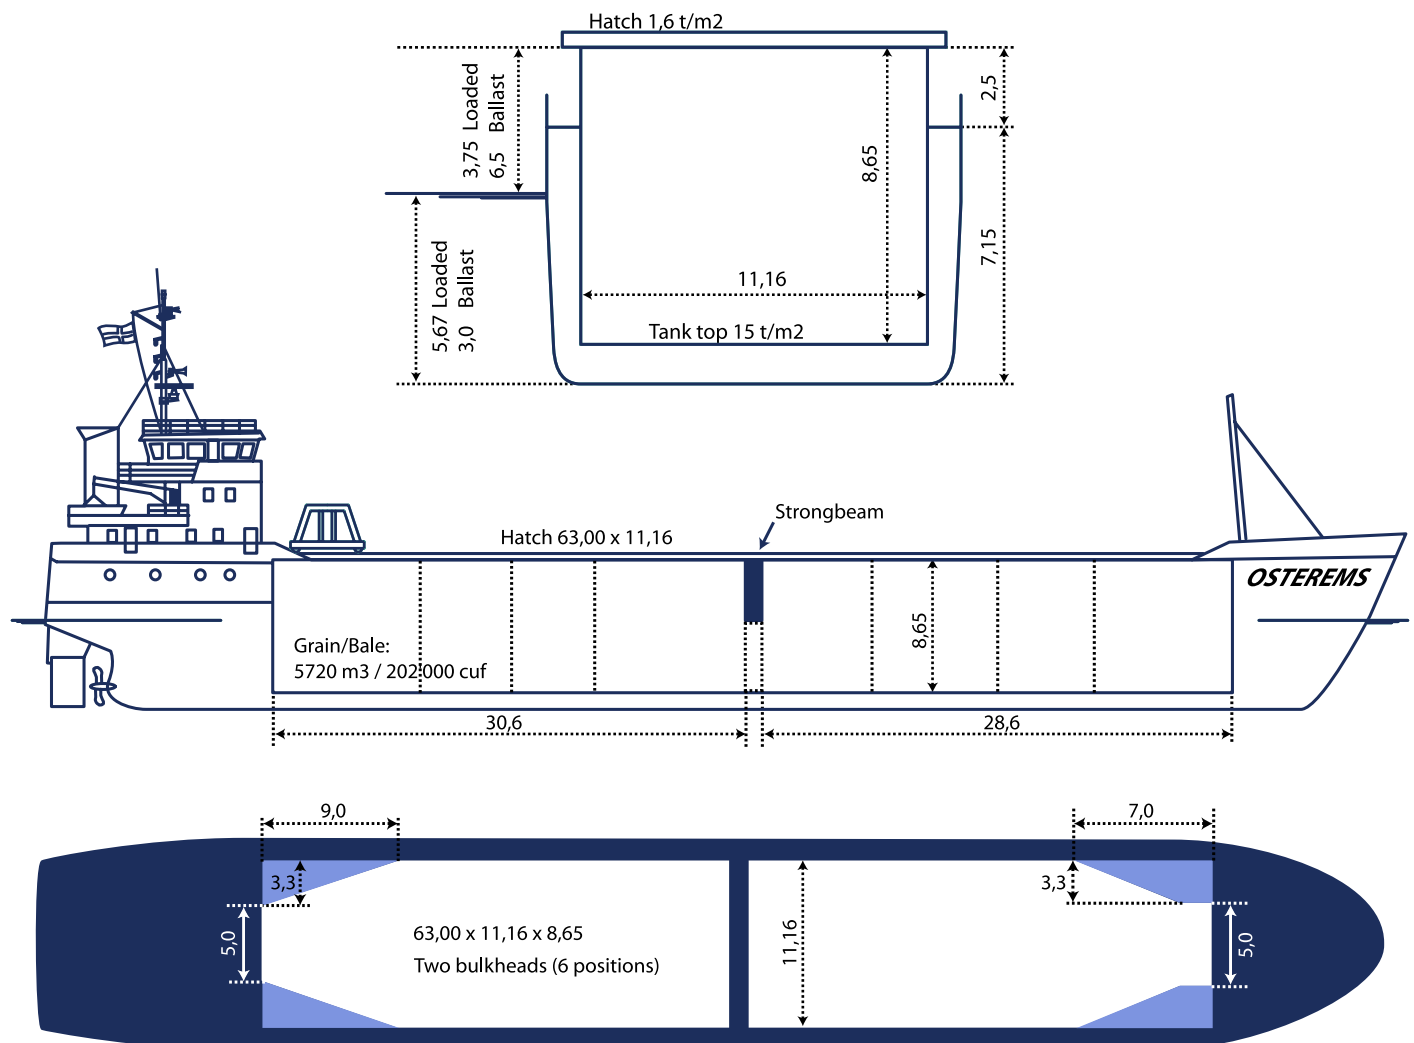 Hatch 1,6 t/m2
3,75 Loaded
6,5 Ballast
2,5
8,65
7,15
5,67 Loaded
3,0 Ballast
11,16
Tank top 15 t/m2
Strongbeam
Hatch 63,00 x 11,16
OSTEREMS
8,65
Grain/Bale:
5720 m3 / 202'000 cuf
30,6
28,6
9,0
7,0
3,3
3,3
5,0
63,00 x 11,16 x 8,65
Two bulkheads (6 positions)
11,16
5,0